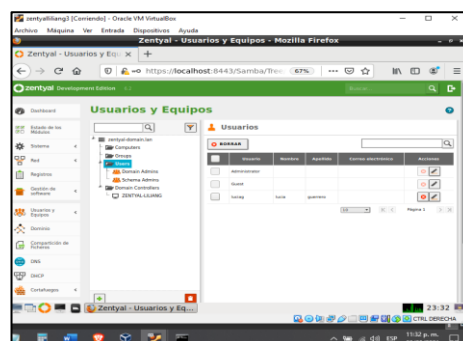 zentyalliliang3 [Corriendo] - Oracle VM VirtualBox
Archivo Máquina Ver Entrada Dispositivos Ayuda
Zentyal - Usuarios y Equipos - Mozilla Firefox
Zentyal - Usuarios y Equi
https://localhost:8443/Samba/Tree
67%
zentyal Development Edition
Buscar...
Dashboard
Estado de los Módulos
Sistema
Red
Registros
Gestión de software
Usuarios y Equipos
Dominio
Compartición de Ficheros
DNS
DHCP
Cortafuegos
Usuarios y Equipos
zentyal-domain.lan
Computers
Groups
Users
Domain Admins
Schema Admins
Domain Controllers
ZENTYAL-LILIANG
Usuarios
BORRAR
Usuario Nombre Apellido Correo electrónico Acciones
Administrator
Guest
luciag lucia guerrero
10
Página 1
Zentyal - Usuarios y Eq...
23:32
CTRL DERECHA
ESP
11:32 p. m.